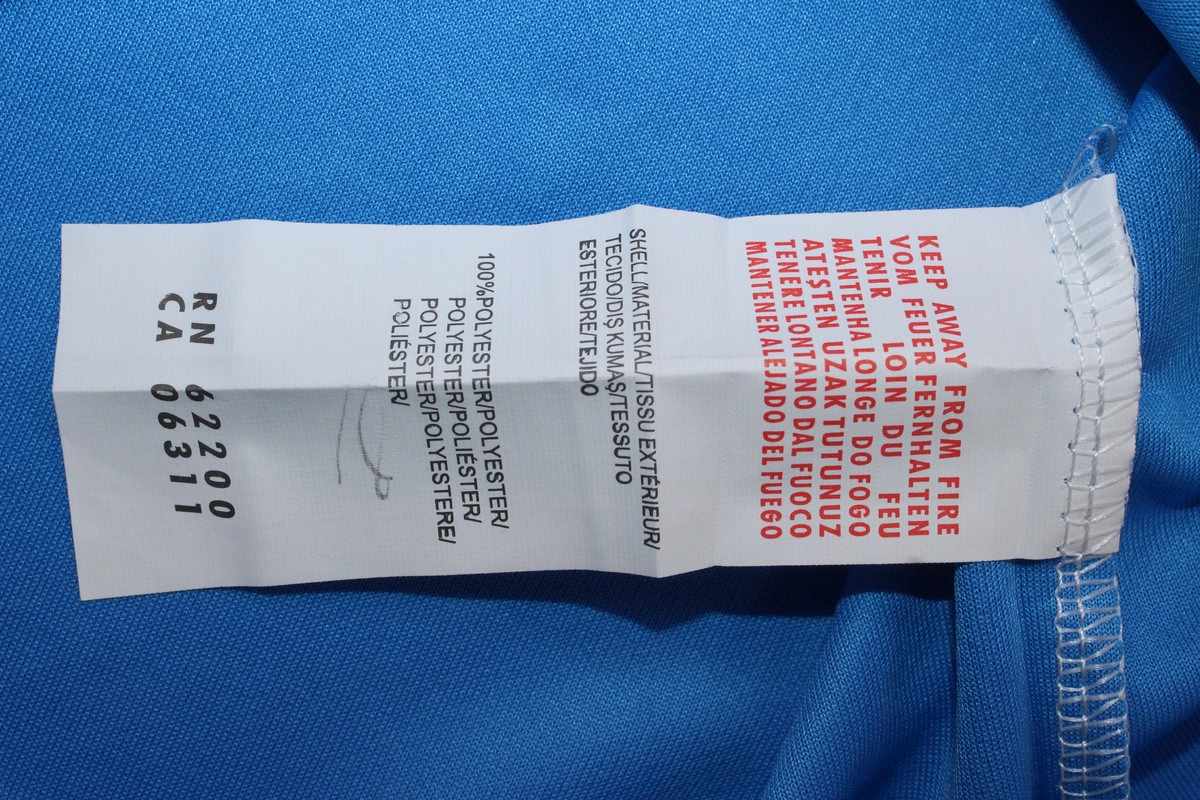 KEEP AWAY FROM FIRE
VOM FEUER FERNHALTEN
TENIR LOIN DU FEU
MANTENHA LONGE DO FOGO
ATEŞTEN UZAK TUTUNUZ
TENERE LONTANO DAL FUOCO
MANTENER ALEJADO DEL FUEGO
SHELL/MATERIAL/TISSU EXTÉRIEUR/
TECIDO/DIŞ KUMAŞ/TESSUTO
ESTERIORE/TEJIDO
100%POLYESTER/POLYESTER/
POLYESTER/POLIÉSTER/
POLYESTER/POLYESTERE/
POLIÉSTER/
RN 62200
CA 06311